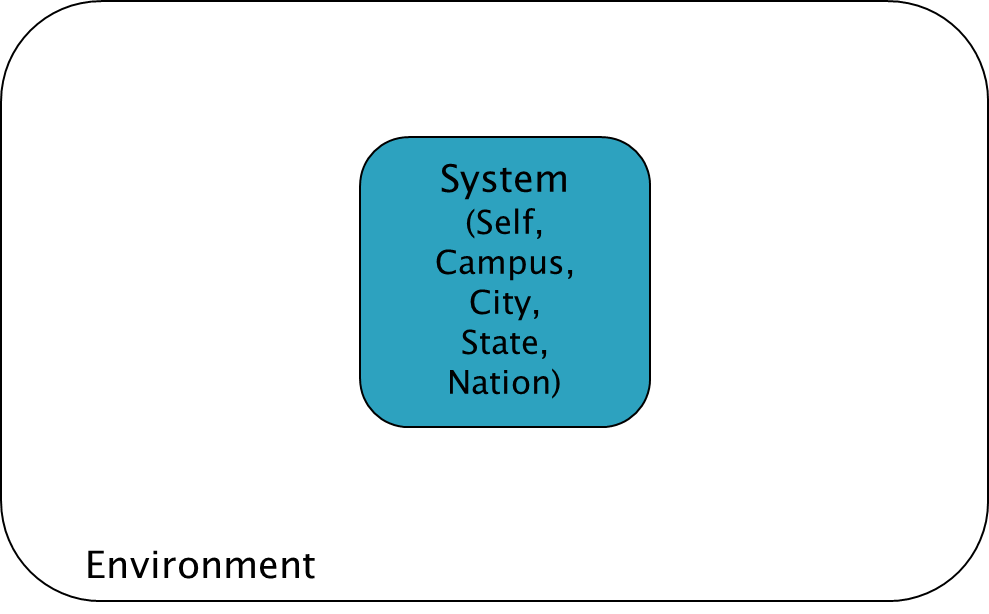 System
(Self,
Campus,
City,
State,
Nation)
Environment